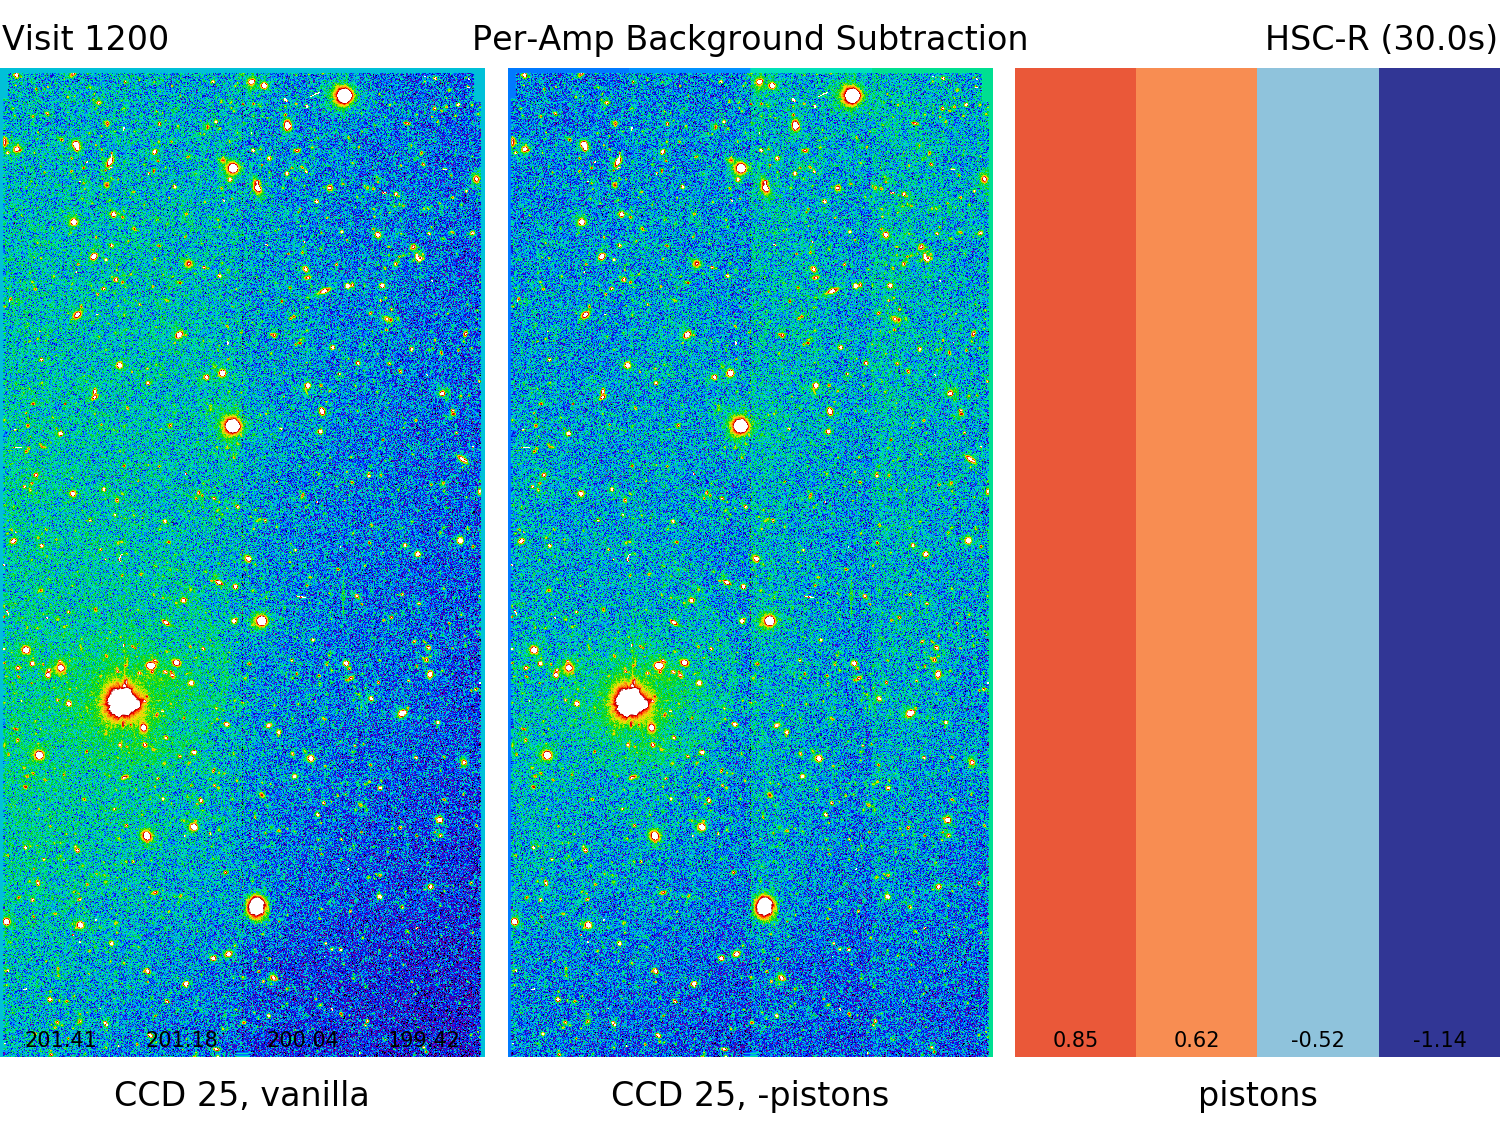 Visit 1200 Per-Amp Background Subtraction HSC-R (30.0s)
201.41 201.18 200.04 199.42 0.85 0.62 -0.52 -1.14
CCD 25, vanilla CCD 25, -pistons pistons